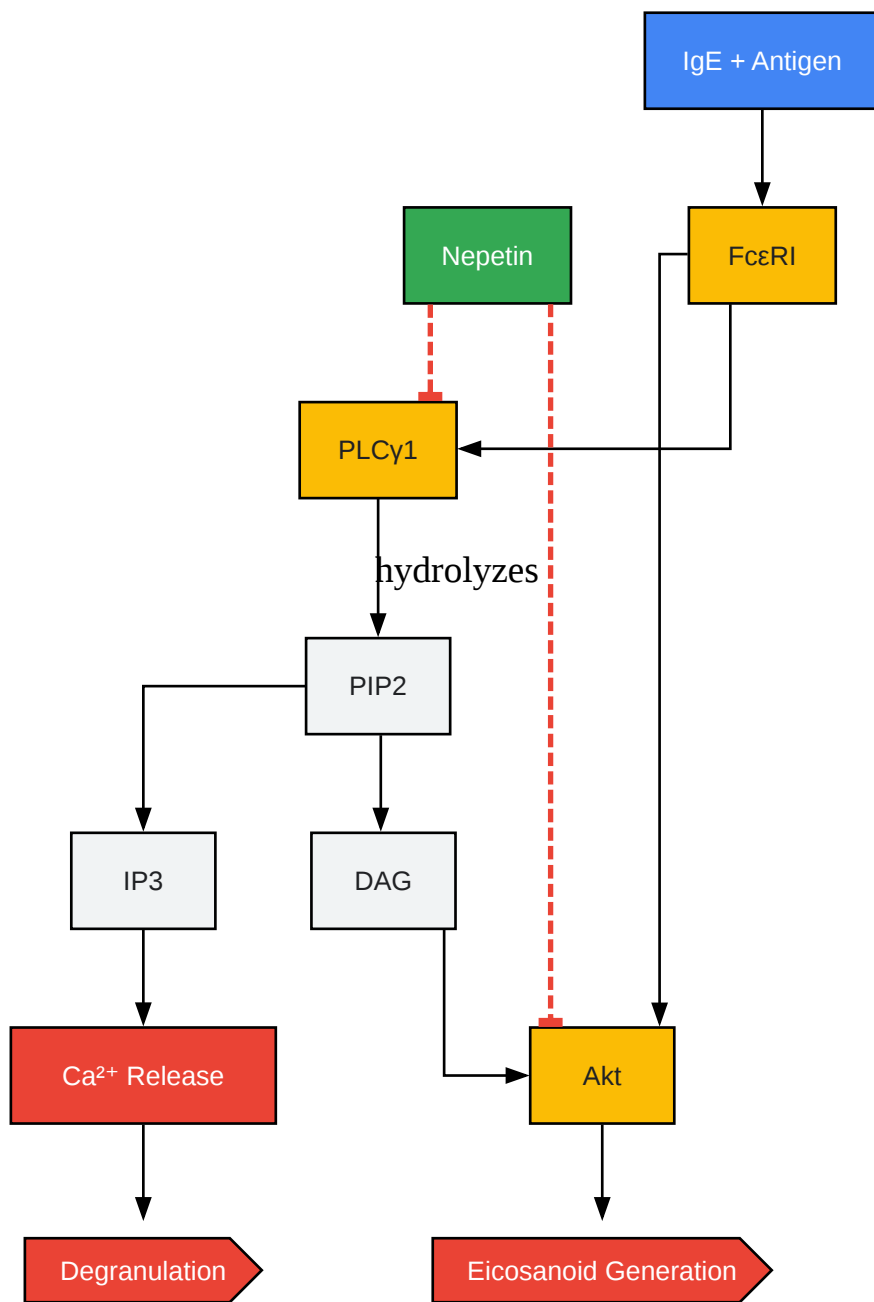 IgE + Antigen
Nepetin
FcεRI
PLCγ1
hydrolyzes
PIP2
IP3
DAG
Ca²⁺ Release
Akt
Degranulation
Eicosanoid Generation